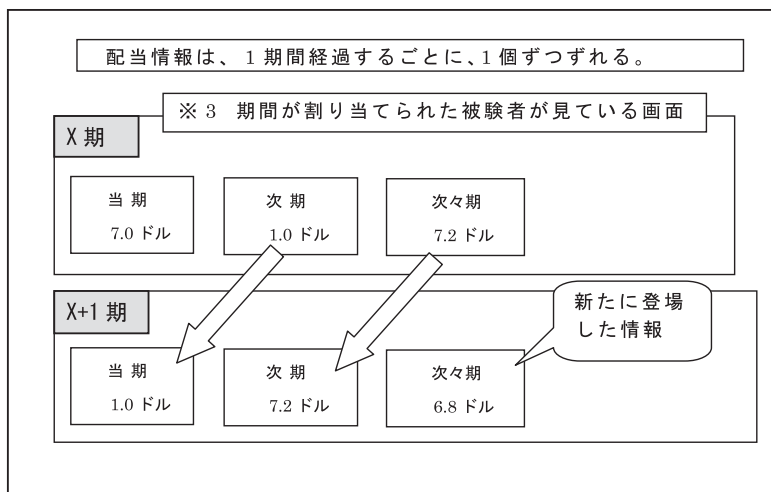 配当情報は、1期間経過するごとに、1個ずつずれる。
※3 期間が割り当てられた被験者が見ている画面
X期
当期
7.0 ドル
次期
1.0 ドル
次々期
7.2 ドル
X+1期
新たに登場
した情報
当期
1.0 ドル
次期
7.2 ドル
次々期
6.8 ドル